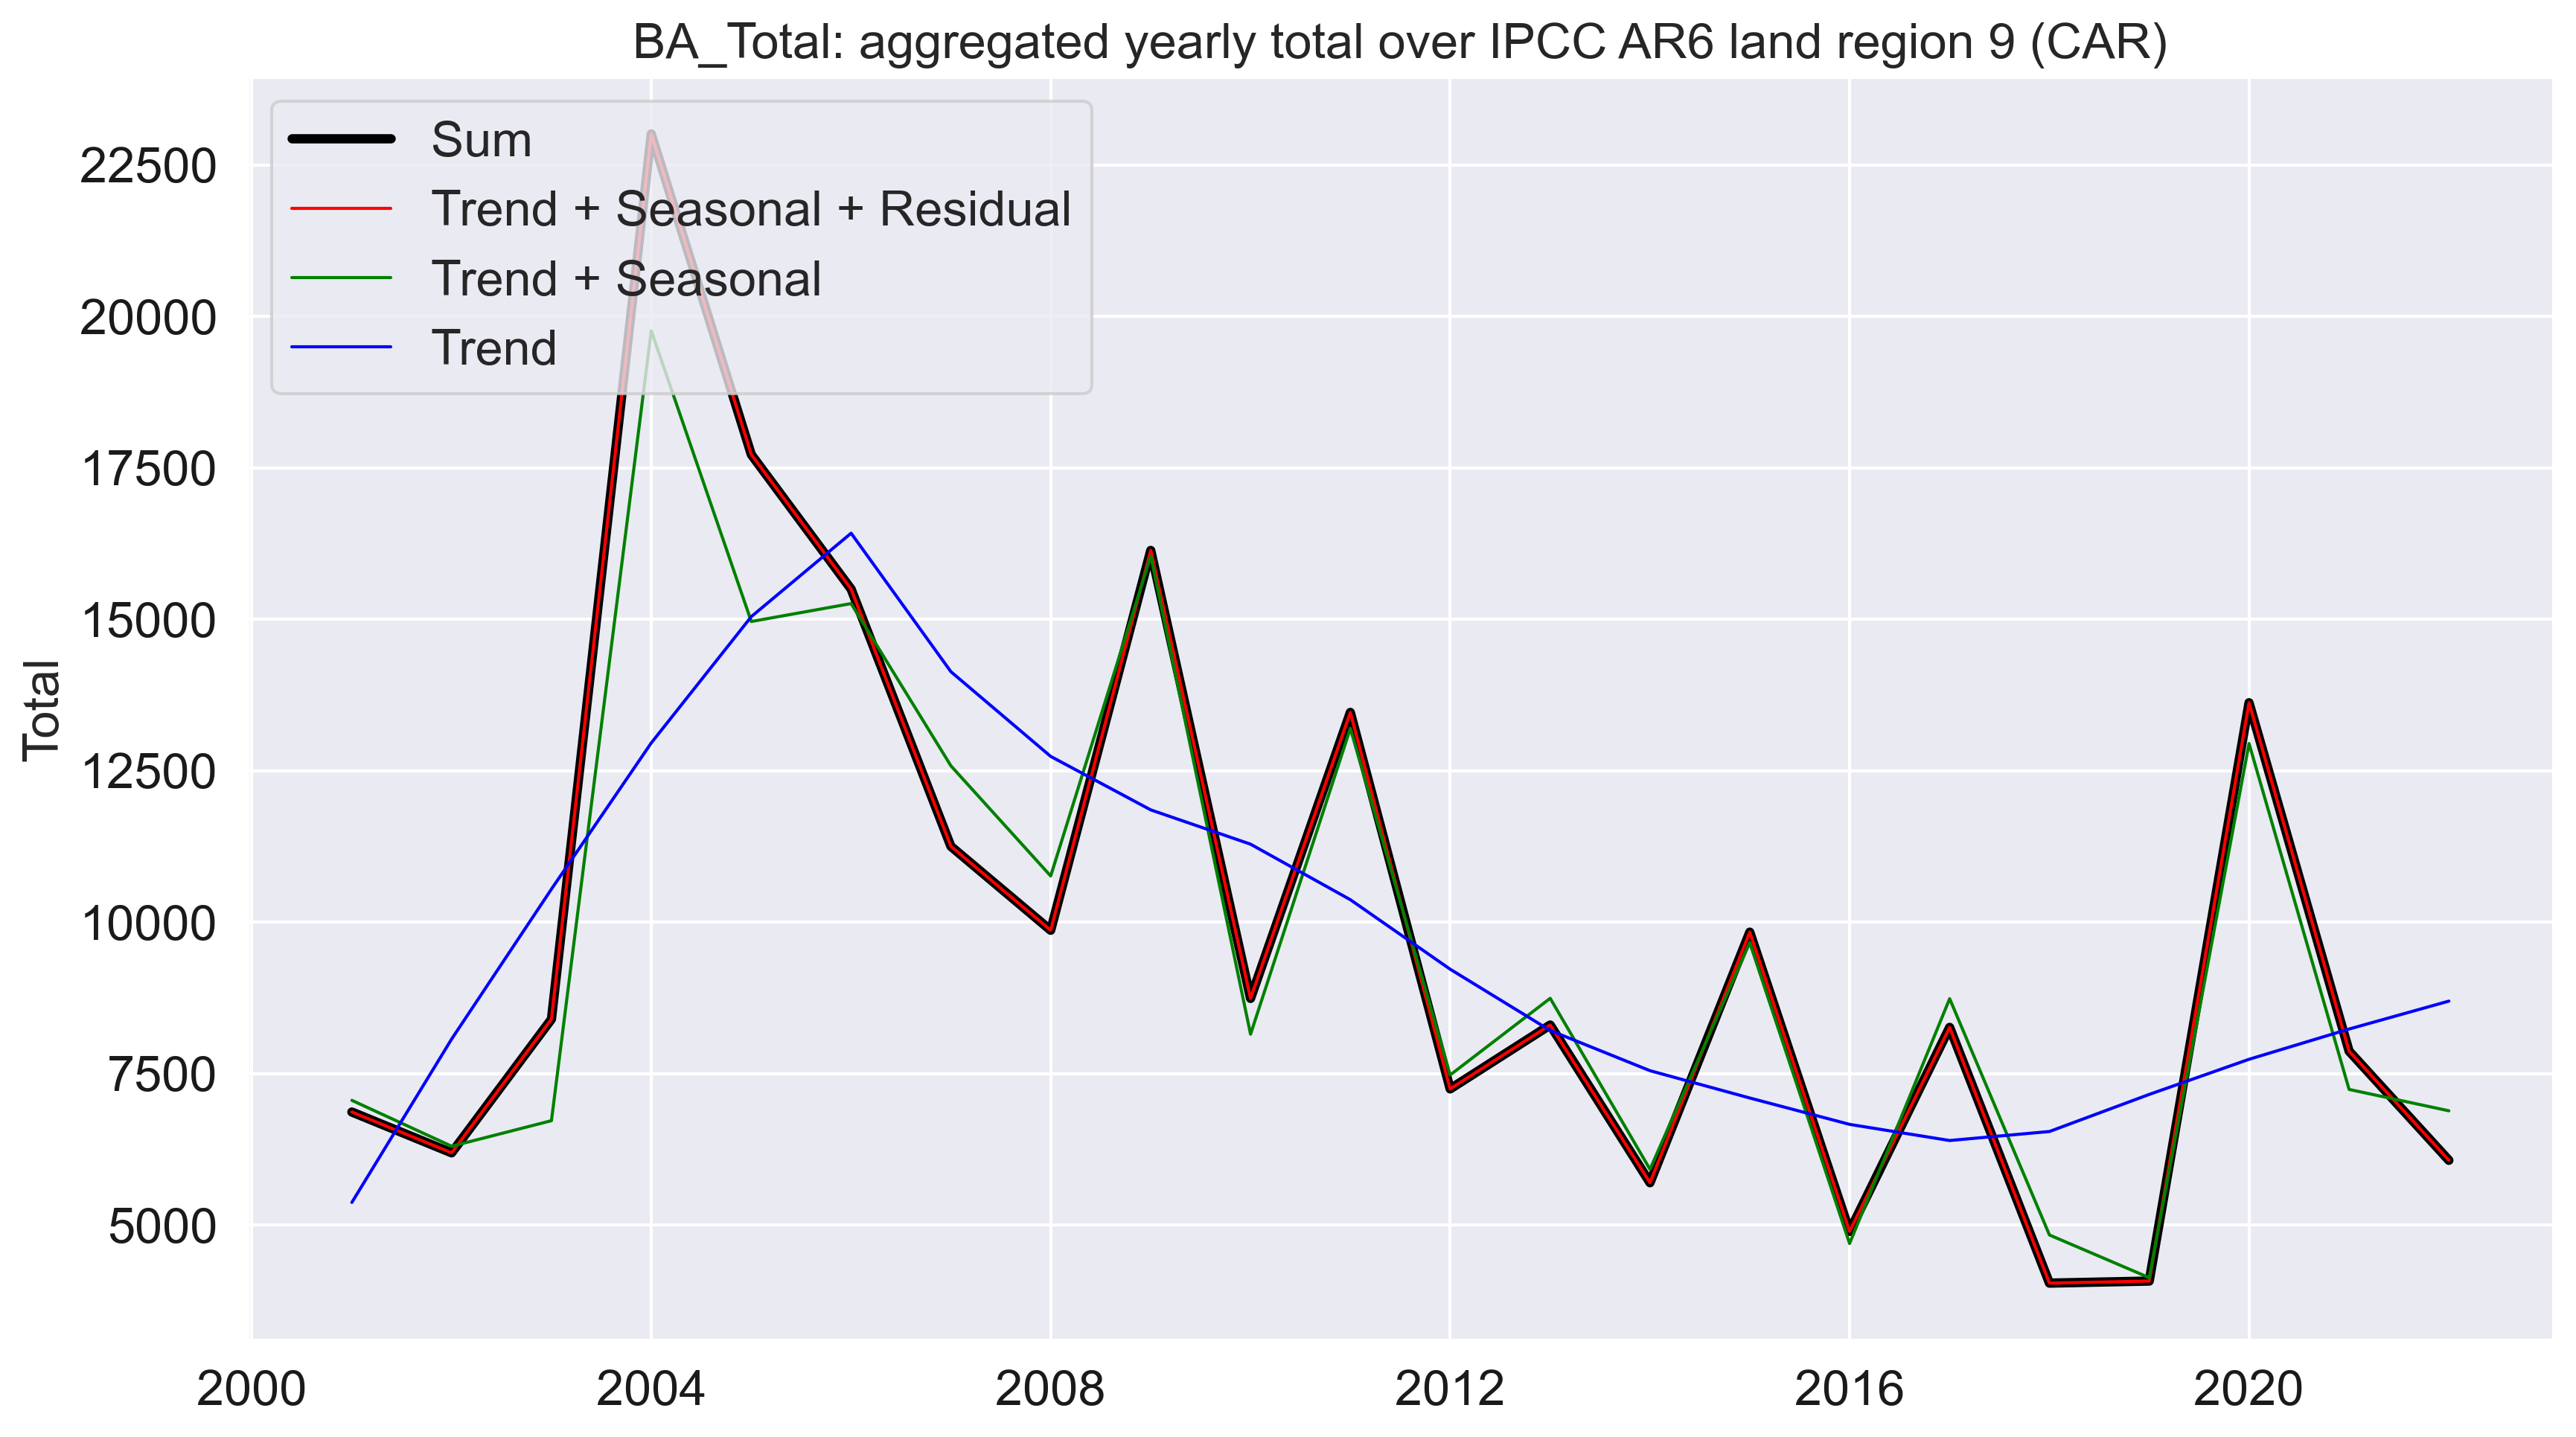 BA_Total: aggregated yearly total over IPCC AR6 land region 9 (CAR)
Sum
Trend + Seasonal + Residual
Trend + Seasonal
Trend
Total
22500
20000
17500
15000
12500
10000
7500
5000
2000 2004 2008 2012 2016 2020